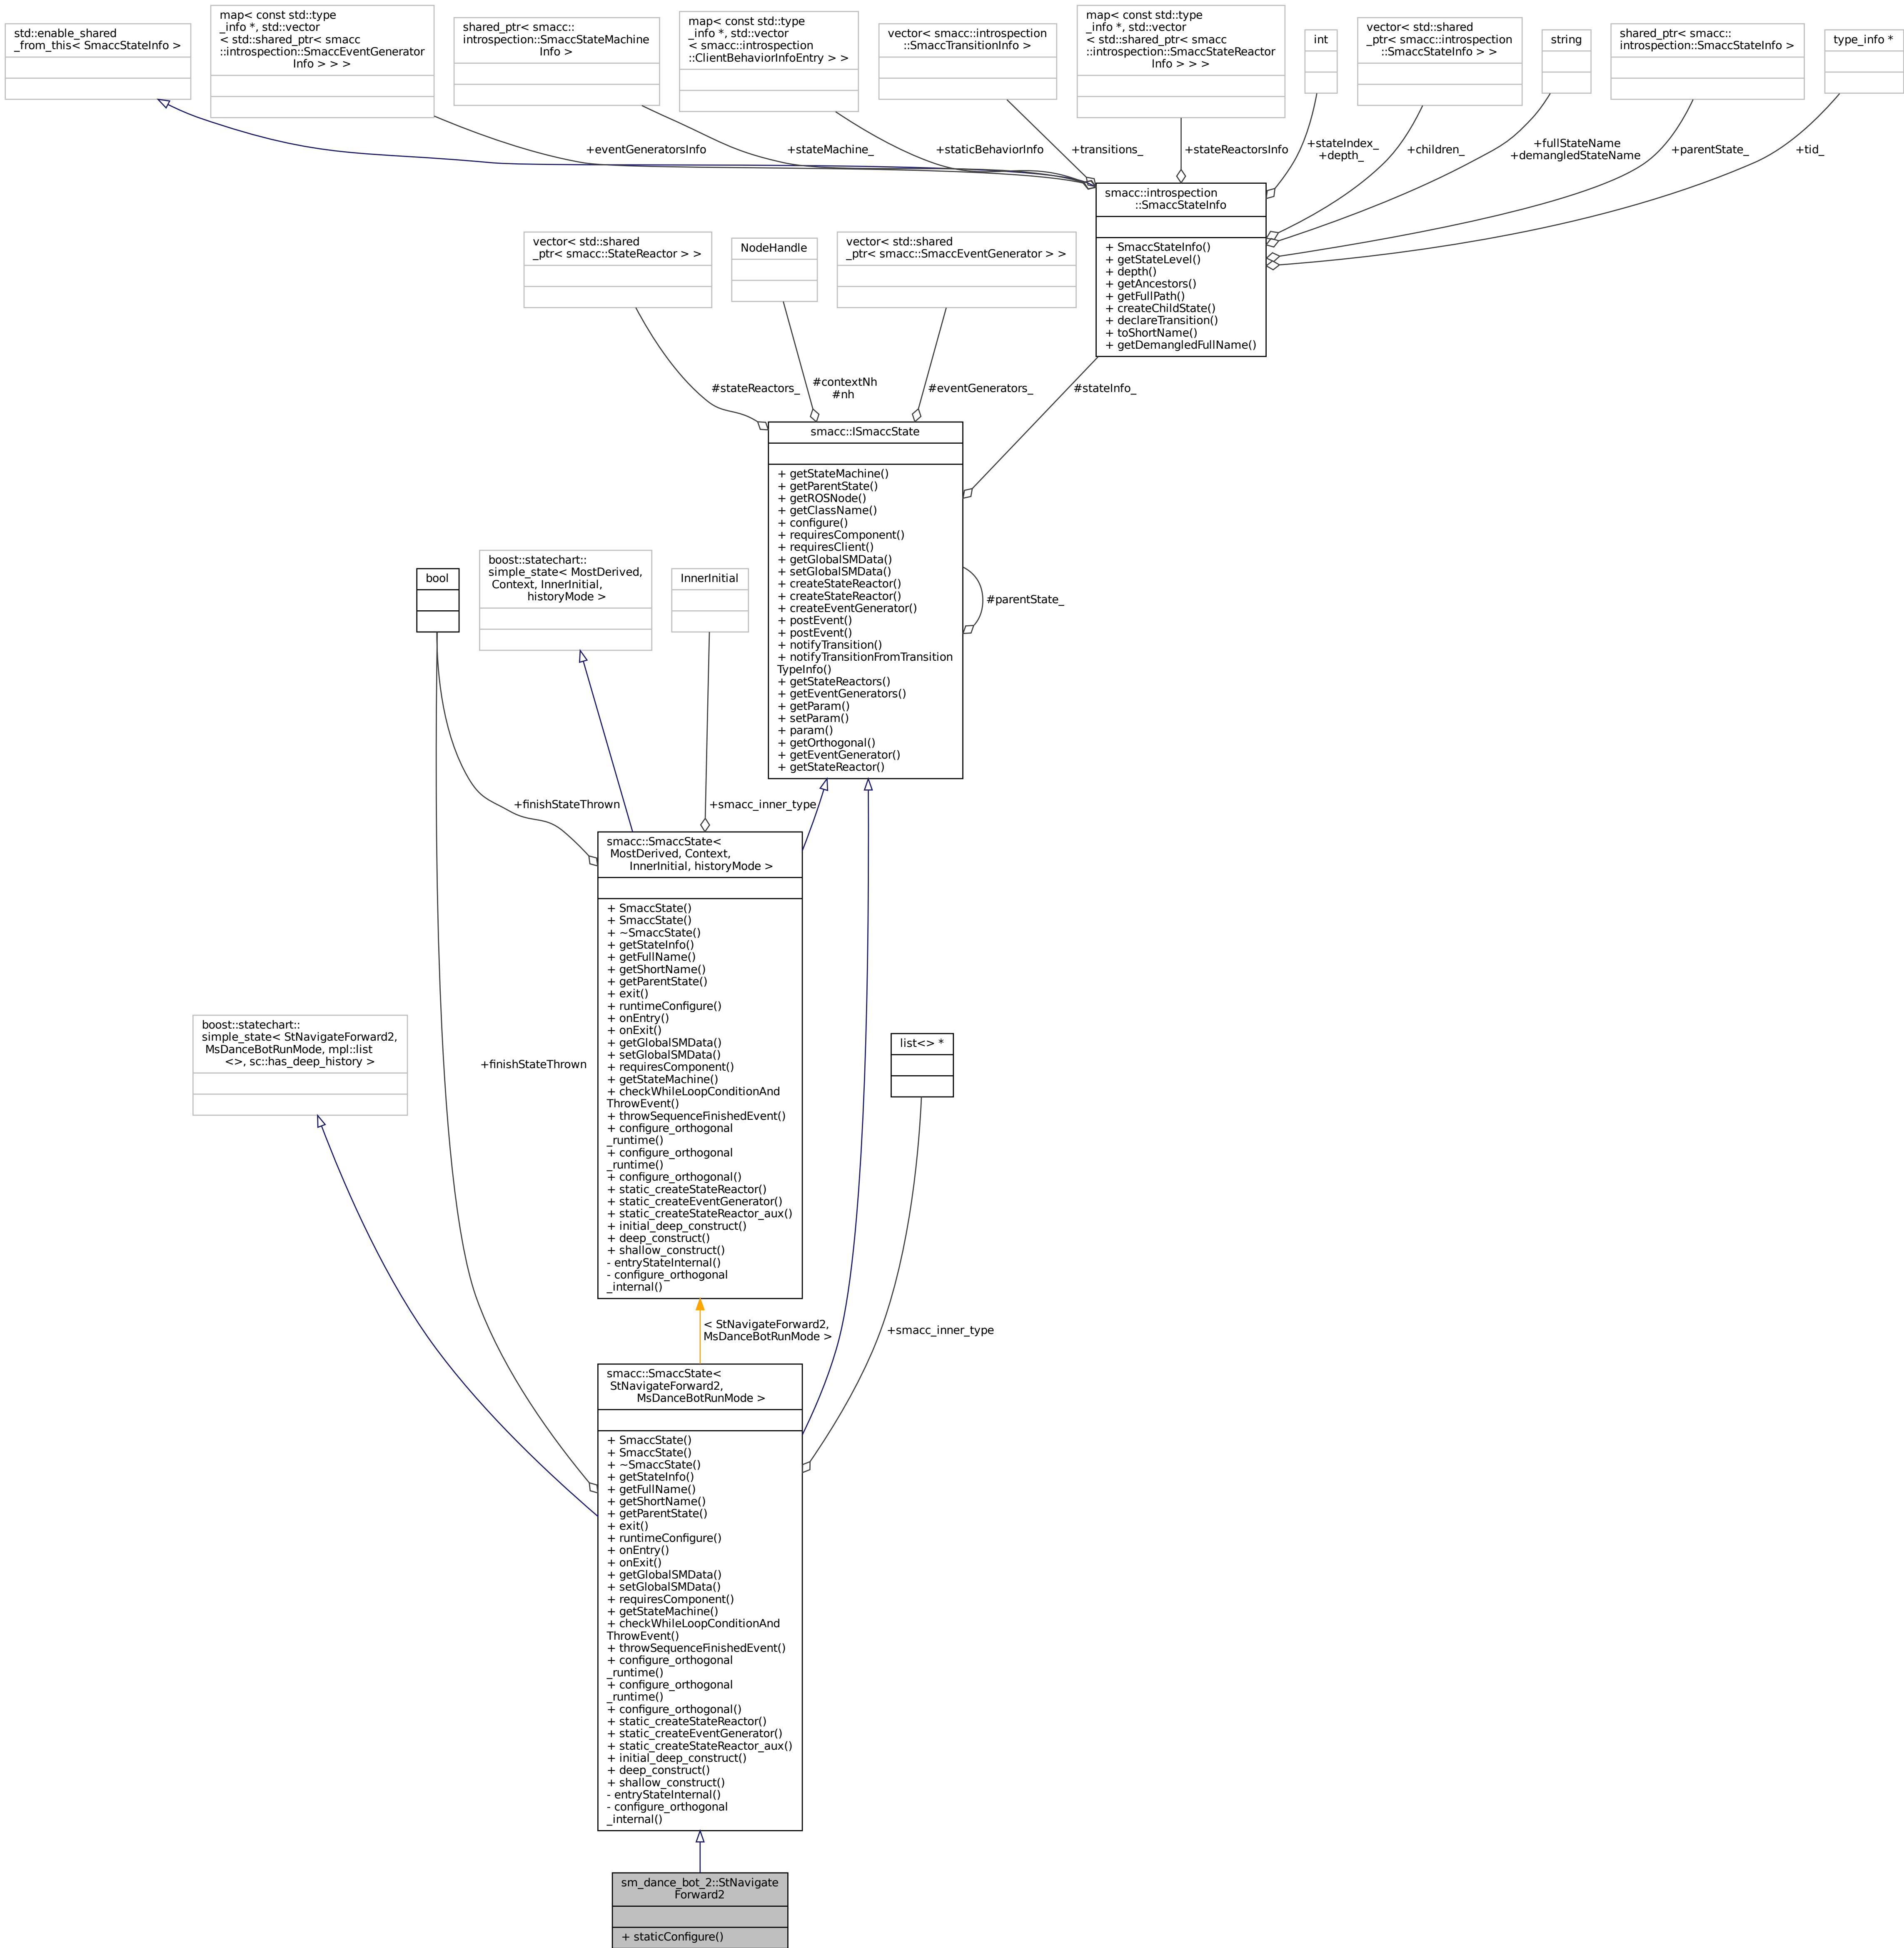 std::enable_shared
_from_this< SmaccStateInfo >
map< const std::type
_info *, std::vector
< std::shared_ptr< smacc
::introspection::SmaccEventGenerator
Info > > >
shared_ptr< smacc::
introspection::SmaccStateMachine
Info >
map< const std::type
_info *, std::vector
< smacc::introspection
::ClientBehaviorInfoEntry > >
vector< smacc::introspection
::SmaccTransitionInfo >
map< const std::type
_info *, std::vector
< std::shared_ptr< smacc
::introspection::SmaccStateReactor
Info > > >
int
vector< std::shared
_ptr< smacc::introspection
::SmaccStateInfo > >
string
shared_ptr< smacc::
introspection::SmaccStateInfo >
type_info *
+eventGeneratorsInfo
+stateMachine_
+staticBehaviorInfo
+transitions_
+stateReactorsInfo
+stateIndex_
+depth_
+children_
+fullStateName
+demangledStateName
+parentState_
+tid_
smacc::introspection
::SmaccStateInfo
+ SmaccStateInfo()
+ getStateLevel()
+ depth()
+ getAncestors()
+ getFullPath()
+ createChildState()
+ declareTransition()
+ toShortName()
+ getDemangledFullName()
vector< std::shared
_ptr< smacc::StateReactor > >
NodeHandle
vector< std::shared
_ptr< smacc::SmaccEventGenerator > >
#stateReactors_
#contextNh
#nh
#eventGenerators_
#stateInfo_
smacc::ISmaccState
+ getStateMachine()
+ getParentState()
+ getROSNode()
+ getClassName()
+ configure()
+ requiresComponent()
+ requiresClient()
+ getGlobalSMData()
+ setGlobalSMData()
+ createStateReactor()
+ createStateReactor()
+ createEventGenerator()
+ postEvent()
+ postEvent()
+ notifyTransition()
+ notifyTransitionFromTransition
TypeInfo()
+ getStateReactors()
+ getEventGenerators()
+ getParam()
+ setParam()
+ param()
+ getOrthogonal()
+ getEventGenerator()
+ getStateReactor()
#parentState_
bool
boost::statechart::
simple_state< MostDerived,
Context, InnerInitial,
historyMode >
InnerInitial
+finishStateThrown
+smacc_inner_type
smacc::SmaccState<
MostDerived, Context,
InnerInitial, historyMode >
+ SmaccState()
+ SmaccState()
+ ~SmaccState()
+ getStateInfo()
+ getFullName()
+ getShortName()
+ getParentState()
+ exit()
+ runtimeConfigure()
+ onEntry()
+ onExit()
+ getGlobalSMData()
+ setGlobalSMData()
+ requiresComponent()
+ getStateMachine()
+ checkWhileLoopConditionAnd
ThrowEvent()
+ throwSequenceFinishedEvent()
+ configure_orthogonal
_runtime()
+ configure_orthogonal
_runtime()
+ configure_orthogonal()
+ static_createStateReactor()
+ static_createEventGenerator()
+ static_createStateReactor_aux()
+ initial_deep_construct()
+ deep_construct()
+ shallow_construct()
- entryStateInternal()
- configure_orthogonal
_internal()
boost::statechart::
simple_state< StNavigateForward2,
MsDanceBotRunMode, mpl::list
<>, sc::has_deep_history >
+finishStateThrown
list<> *
< StNavigateForward2,
MsDanceBotRunMode >
+smacc_inner_type
smacc::SmaccState<
StNavigateForward2,
MsDanceBotRunMode >
+ SmaccState()
+ SmaccState()
+ ~SmaccState()
+ getStateInfo()
+ getFullName()
+ getShortName()
+ getParentState()
+ exit()
+ runtimeConfigure()
+ onEntry()
+ onExit()
+ getGlobalSMData()
+ setGlobalSMData()
+ requiresComponent()
+ getStateMachine()
+ checkWhileLoopConditionAnd
ThrowEvent()
+ throwSequenceFinishedEvent()
+ configure_orthogonal
_runtime()
+ configure_orthogonal
_runtime()
+ configure_orthogonal()
+ static_createStateReactor()
+ static_createEventGenerator()
+ static_createStateReactor_aux()
+ initial_deep_construct()
+ deep_construct()
+ shallow_construct()
- entryStateInternal()
- configure_orthogonal
_internal()
sm_dance_bot_2::StNavigate
Forward2
+ staticConfigure()